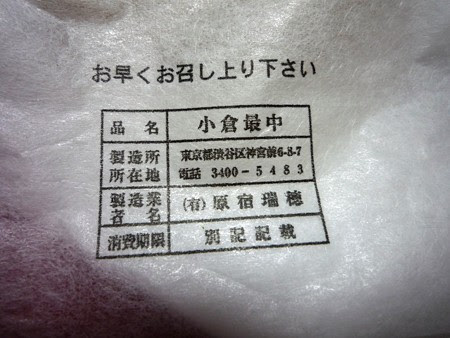 お早くお召し上り下さい
品名 小倉最中
製造所 東京都渋谷区神宮前6-8-7
所在地 電話 3400-5483
製造業
者名 (有)原宿瑞穂
消費期限 別記記載